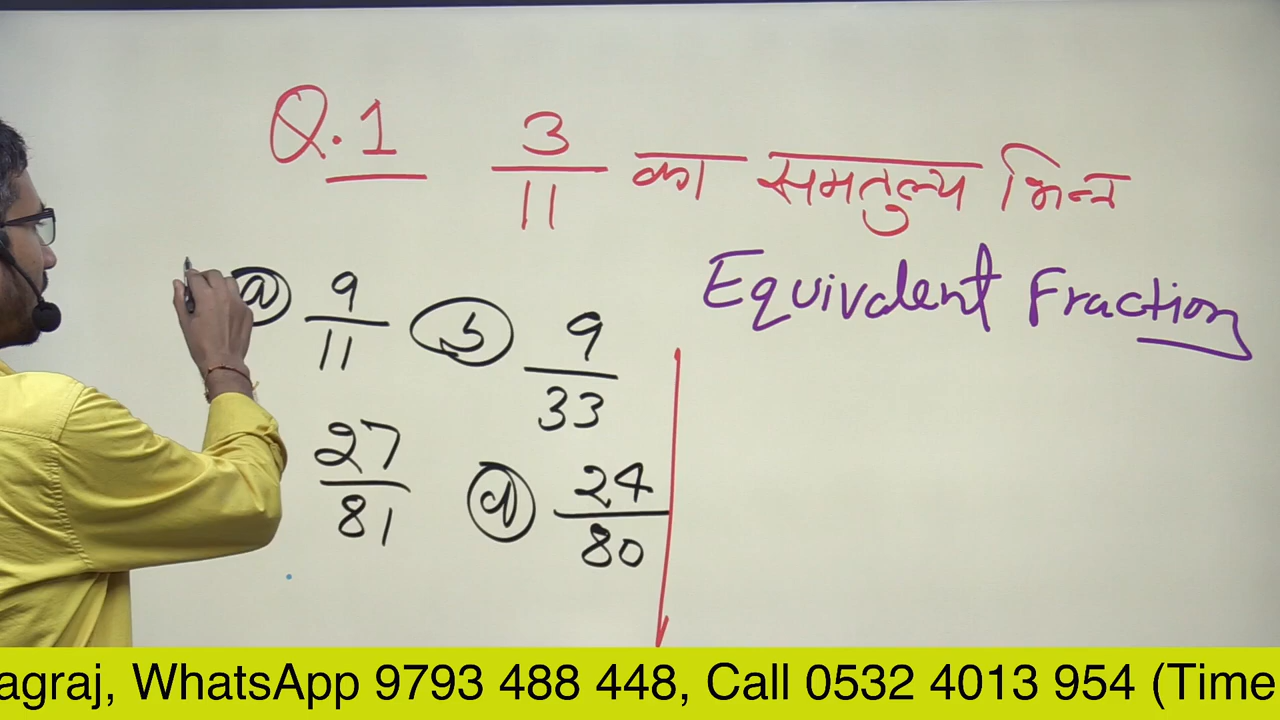 Q.1 3/11 का समतुल्य भिन्न
Equivalent Fraction
(a) 9/11 (b) 9/33
27/81 (d) 24/80
agraj, WhatsApp 9793 488 448, Call 0532 4013 954 (Time